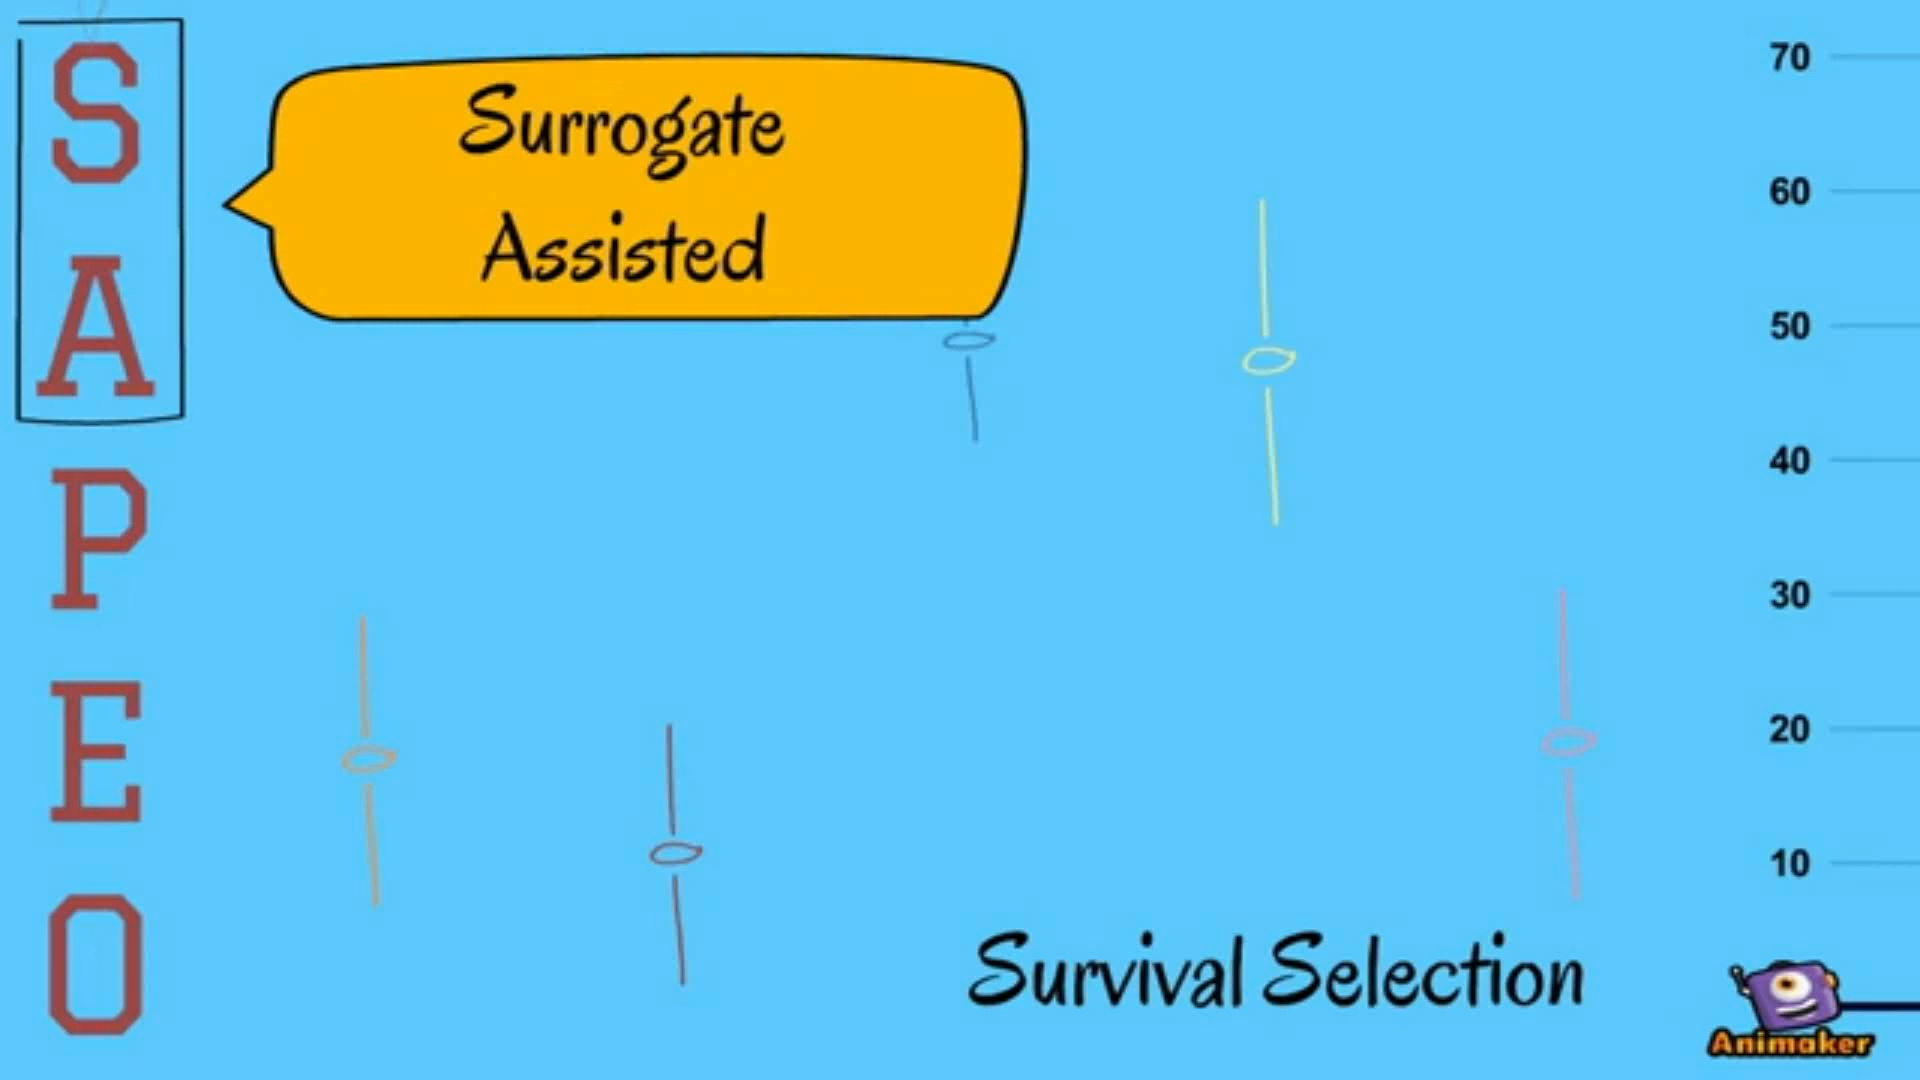 S
A
P
E
O
Surrogate
Assisted
70
60
50
40
30
20
10
Survival Selection
Animaker